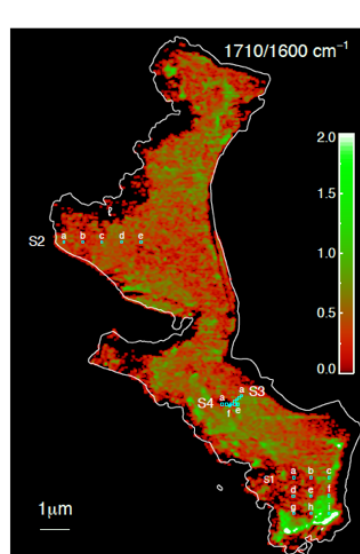 1710/1600 cm⁻¹
2.0
1.5
1.0
0.5
0.0
S2
a b c d e
a
S3
S4
a
f
e
S1
a b c
d e f
g h i
1μm